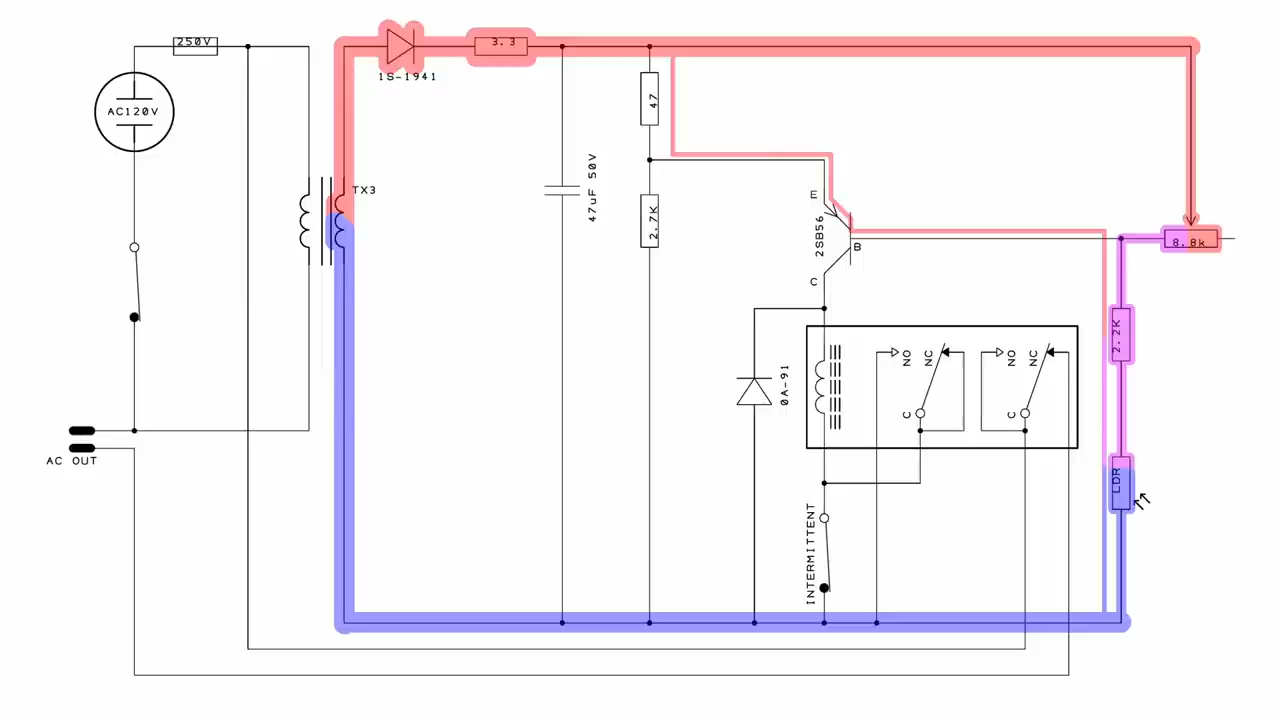 250V
3.3
1S-1941
AC120V
47
47uF 50V
TX3
E
2.7K
2SB56
B
8.8k
C
2.2K
NO
NC
NO
NC
0A-91
C
C
AC OUT
LDR
INTERMITTENT